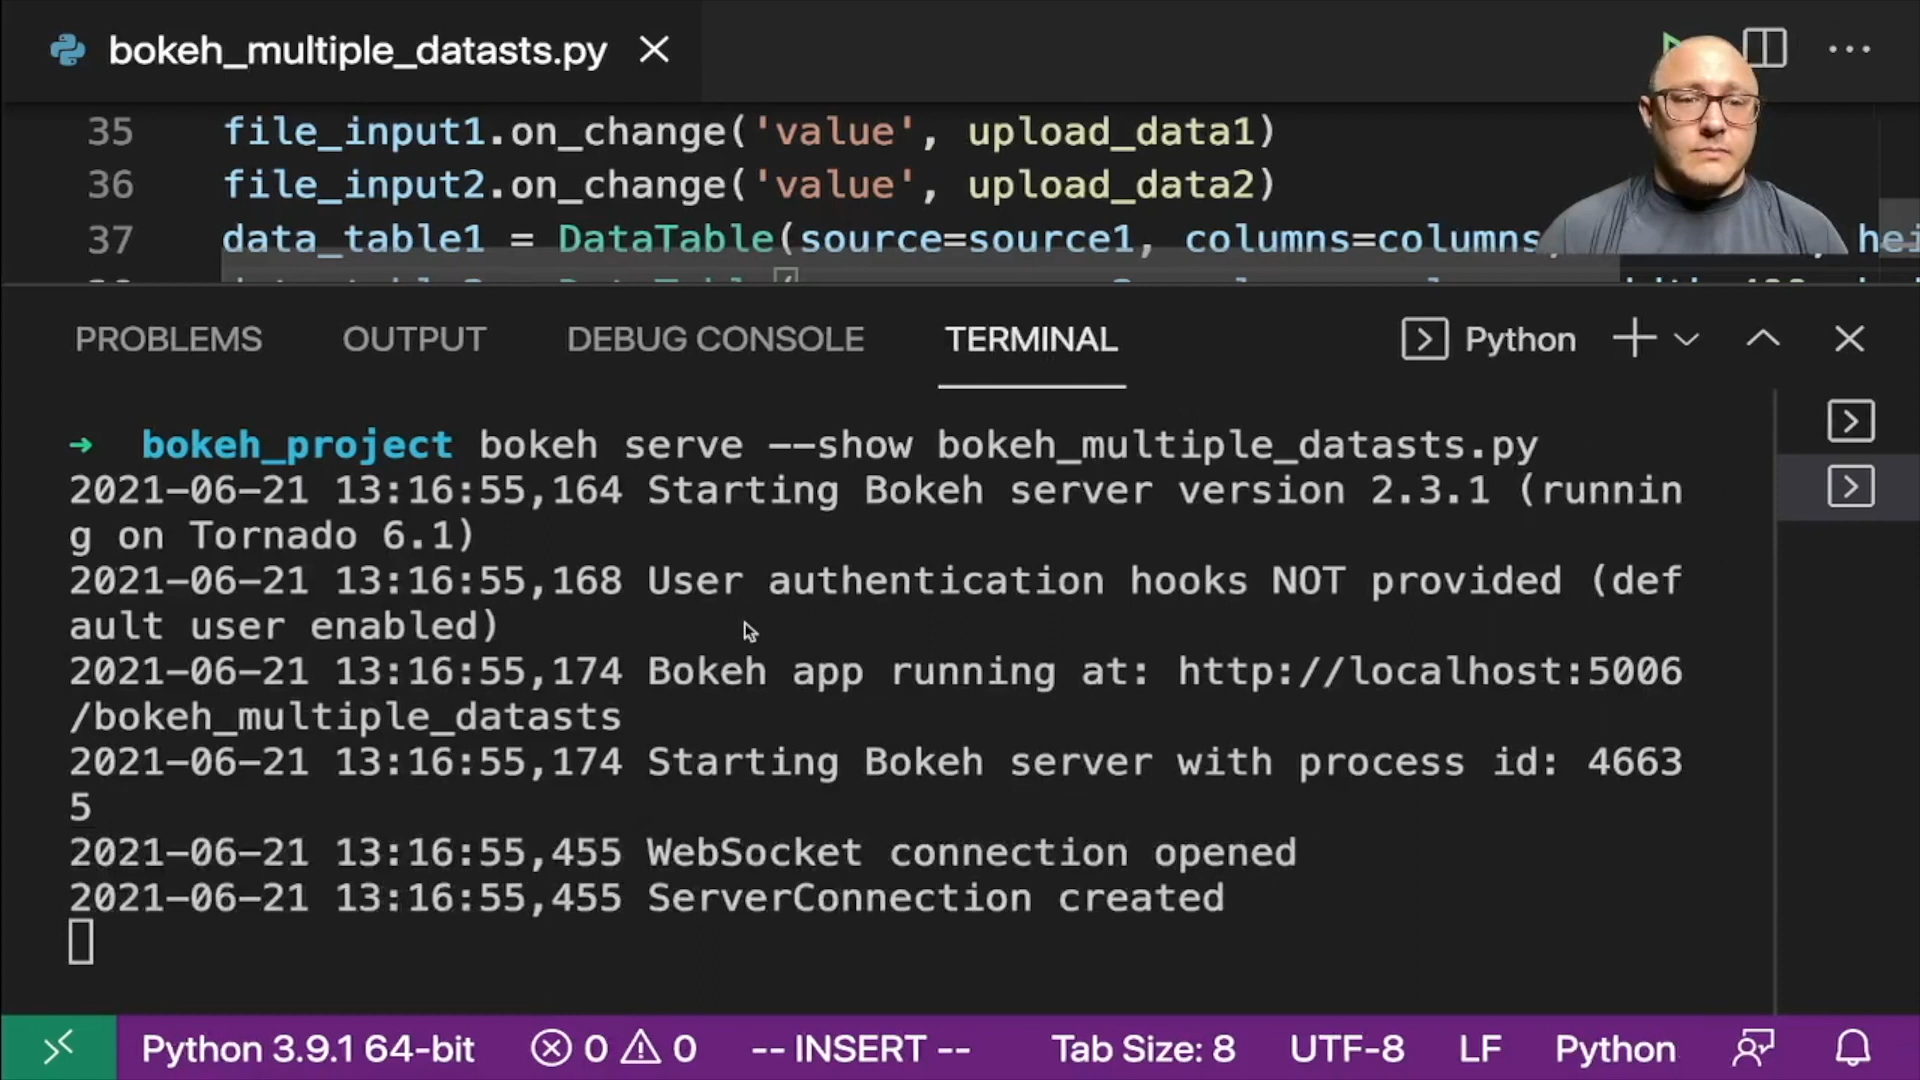 bokeh_multiple_datasts.py
35 file_input1.on_change('value', upload_data1)
36 file_input2.on_change('value', upload_data2)
37 data_table1 = DataTable(source=source1, columns=columns, hei
PROBLEMS OUTPUT DEBUG CONSOLE TERMINAL Python
→ bokeh_project bokeh serve --show bokeh_multiple_datasts.py
2021-06-21 13:16:55,164 Starting Bokeh server version 2.3.1 (runnin
g on Tornado 6.1)
2021-06-21 13:16:55,168 User authentication hooks NOT provided (def
ault user enabled)
2021-06-21 13:16:55,174 Bokeh app running at: http://localhost:5006
/bokeh_multiple_datasts
2021-06-21 13:16:55,174 Starting Bokeh server with process id: 4663
5
2021-06-21 13:16:55,455 WebSocket connection opened
2021-06-21 13:16:55,455 ServerConnection created
Python 3.9.1 64-bit 0 0 -- INSERT -- Tab Size: 8 UTF-8 LF Python